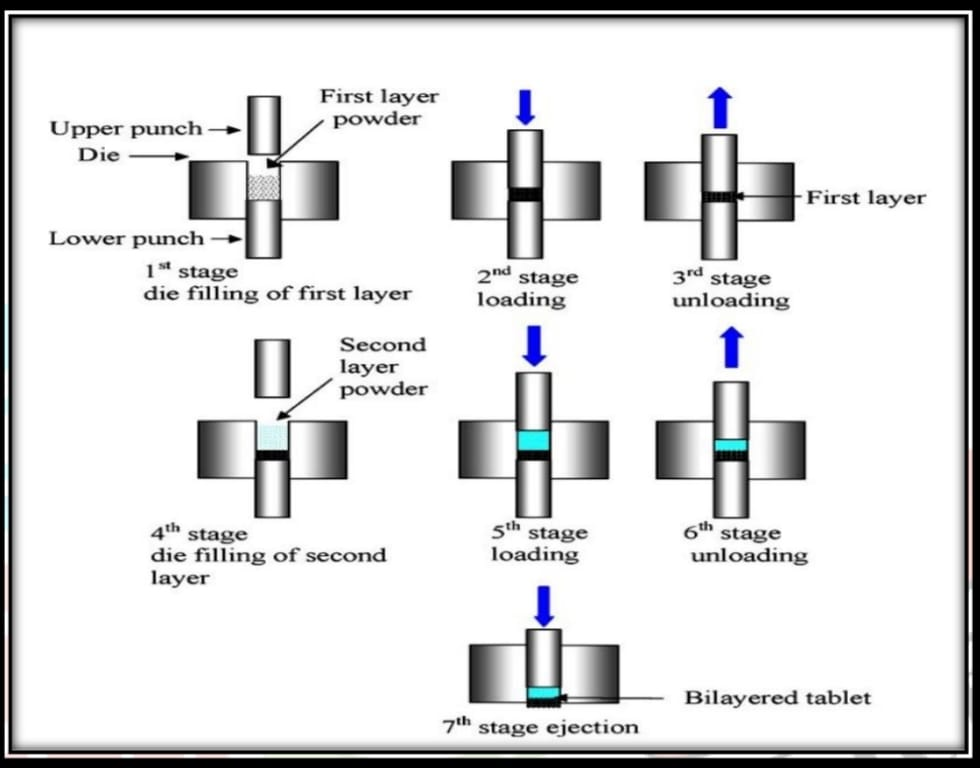 First layer
powder
Upper punch
Die
Lower punch
1st stage
die filling of first layer
2nd stage
loading
First layer
3rd stage
unloading
Second
layer
powder
4th stage
die filling of second
layer
5th stage
loading
6th stage
unloading
Bilayered tablet
7th stage ejection